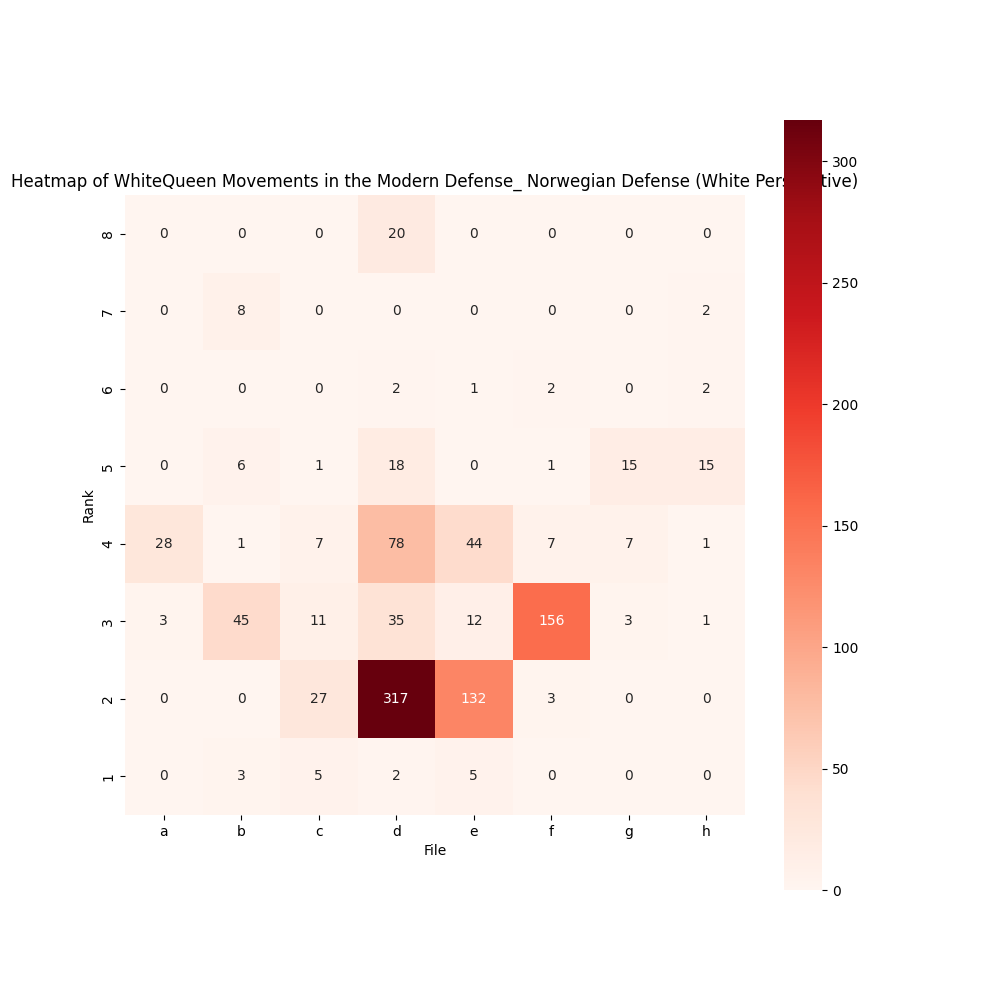 Heatmap of WhiteQueen Movements in the Modern Defense_ Norwegian Defense (White Perspective)
8 0 0 0 20 0 0 0 0
7 0 8 0 0 0 0 0 2
6 0 0 0 2 1 2 0 2
5 0 6 1 18 0 1 15 15
Rank
4 28 1 7 78 44 7 7 1
3 3 45 11 35 12 156 3 1
2 0 0 27 317 132 3 0 0
1 0 3 5 2 5 0 0 0
a b c d e f g h
File
300
250
200
150
100
50
0